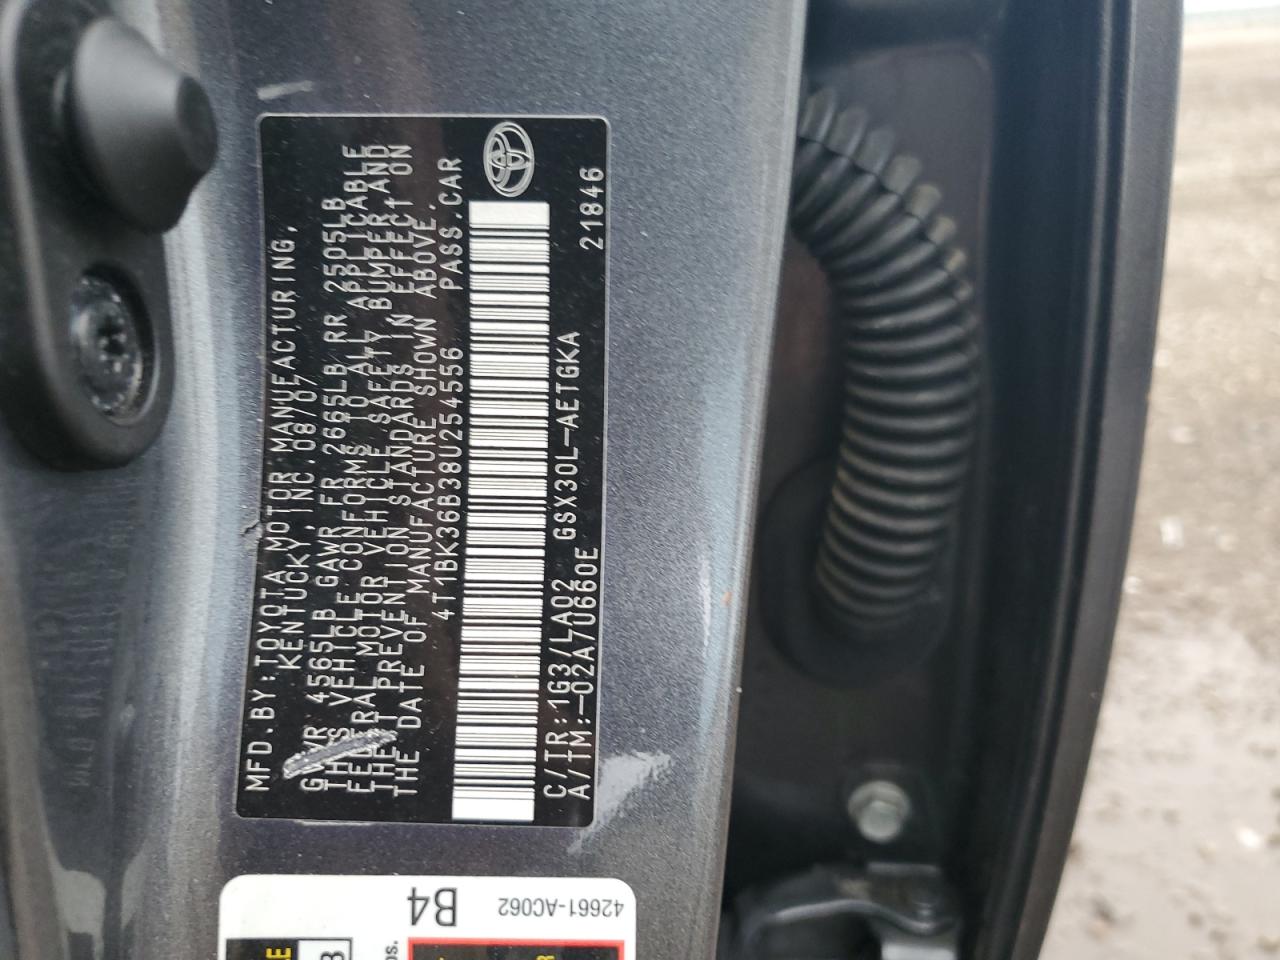 MFD.BY:TOYOTA MOTOR MANUFACTURING,
KENTUCKY, INC. 08/07
GVWR 4565LB GAWR FR 2665LB RR 2505LB
THIS VEHICLE CONFORMS TO ALL APPLICABLE
FEDERAL MOTOR VEHICLE SAFETY, BUMPER, AND
THEFT PREVENTION STANDARDS IN EFFECT ON
THE DATE OF MANUFACTURE SHOWN ABOVE.
4T1BK36B38U254556 PASS.CAR
C/TR:1G3/LA02 GSX30L-AETGKA
A/TM:-02A/U660E 21846
B4
42661-AC062